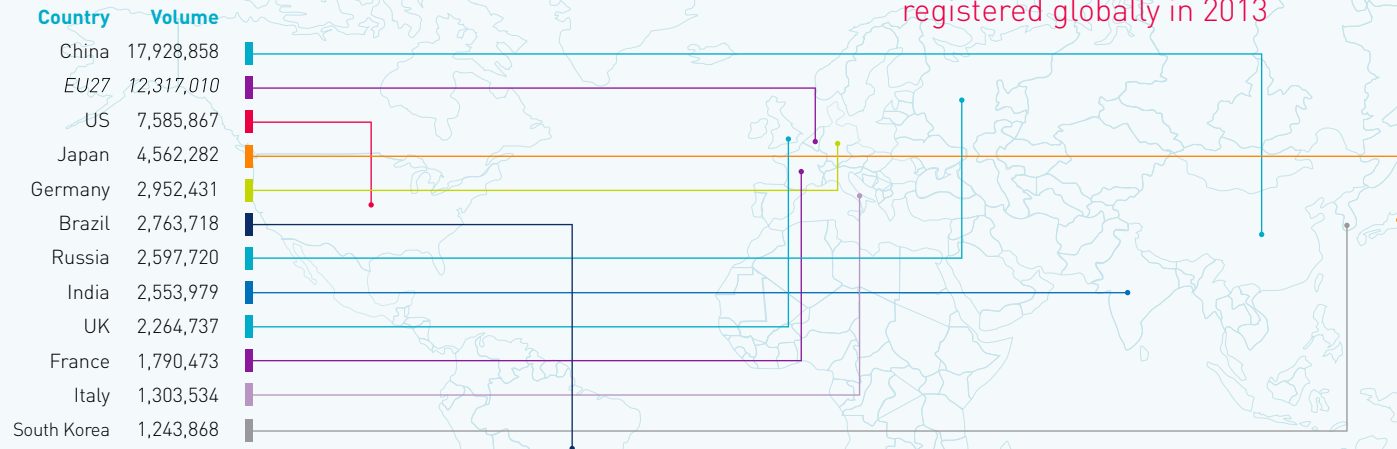 registered globally in 2013
Country Volume
China 17,928,858
EU27 12,317,010
US 7,585,867
Japan 4,562,282
Germany 2,952,431
Brazil 2,763,718
Russia 2,597,720
India 2,553,979
UK 2,264,737
France 1,790,473
Italy 1,303,534
South Korea 1,243,868